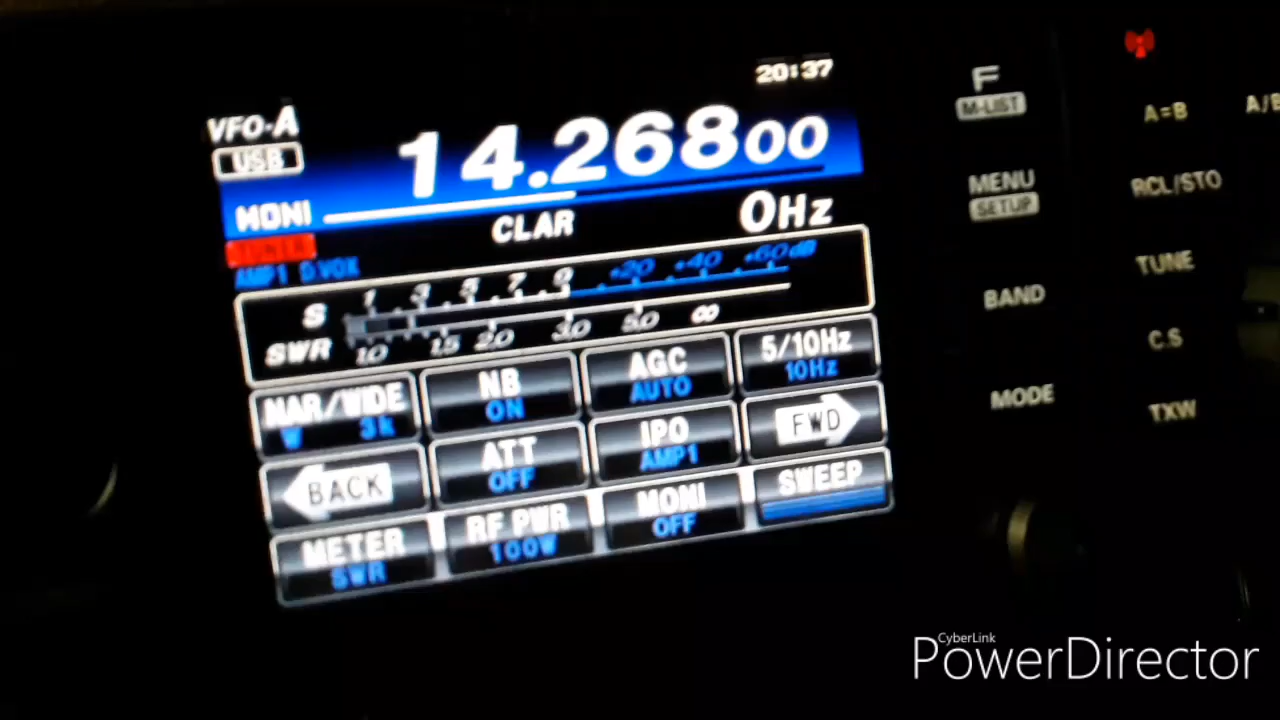 20:37
VFO-A
USB
14.26800
MONI
CLAR 0Hz
TUNER
AMP1 D.VOX
S 1 3 5 7 9 +20 +40 +60dB
SWR 1.0 1.5 2.0 3.0 5.0 ∞
NAR/WIDE NB AGC 5/10Hz
W 3k ON AUTO 10Hz
BACK ATT IPO FWD
OFF AMP1
METER RF PWR MONI SWEEP
SWR 100W OFF
F
M-LIST
MENU
SETUP
BAND
MODE
A=B
RCL/STO
TUNE
C.S
TXW
CyberLink
PowerDirector